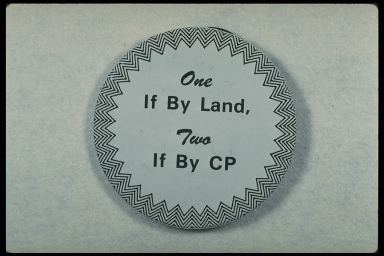 One
If By Land,
Two
If By CP